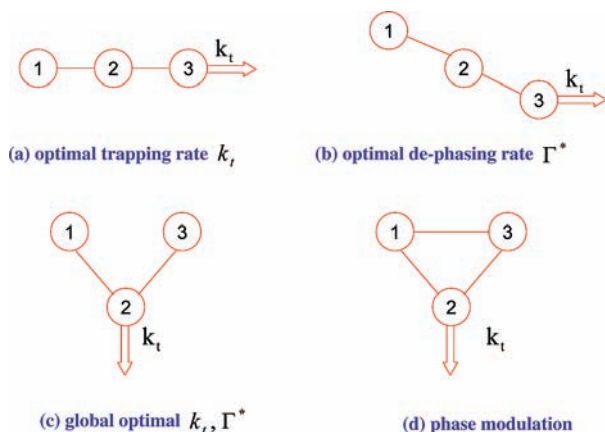 1 2 3 k_t
(a) optimal trapping rate k_t
1 2 3 k_t
(b) optimal de-phasing rate Γ*
1 3
2
k_t
(c) global optimal k_t, Γ*
1 3
2
k_t
(d) phase modulation